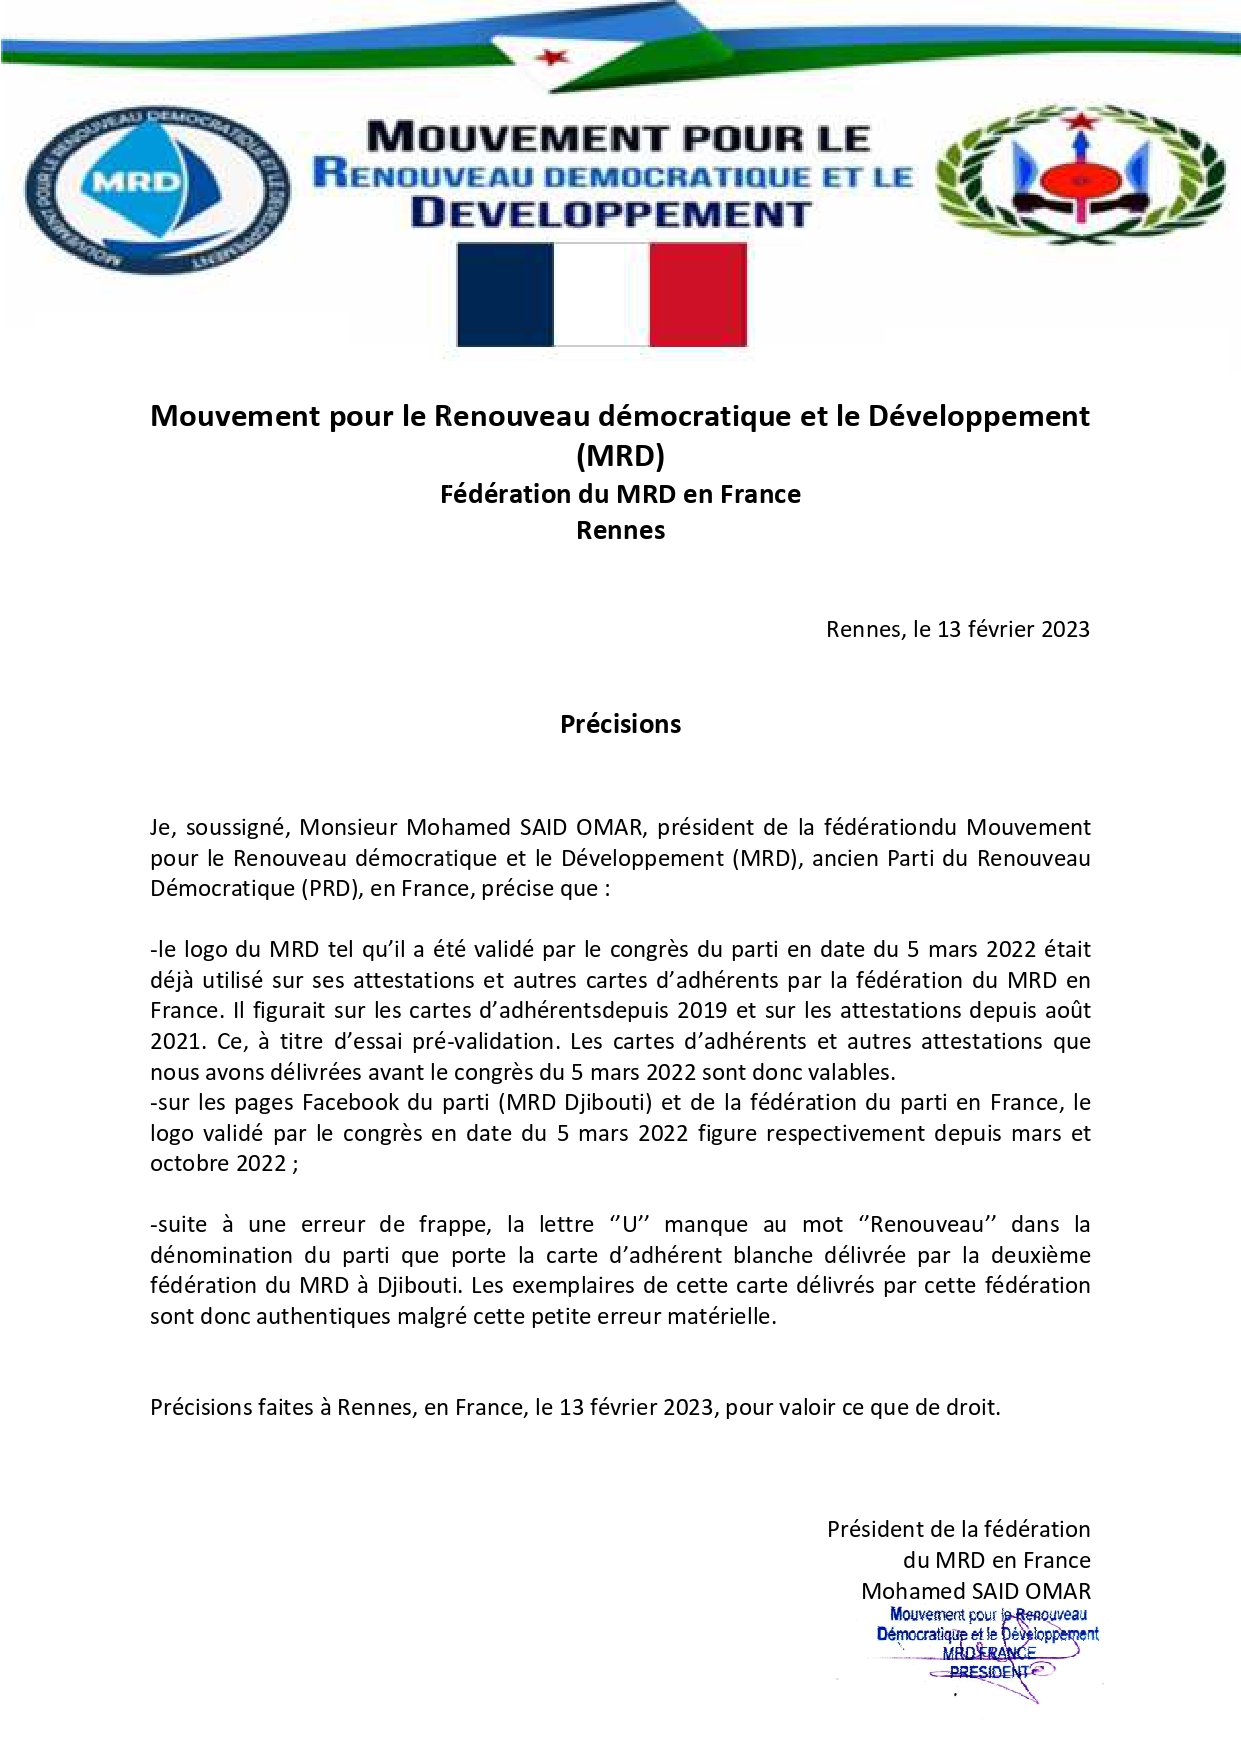 MOUVEMENT POUR LE RENOUVEAU DEMOCRATIQUE ET LE DEVELOPPEMENT
MRD
MOUVEMENT POUR LE
RENOUVEAU DEMOCRATIQUE ET LE
DEVELOPPEMENT
Mouvement pour le Renouveau démocratique et le Développement
(MRD)
Fédération du MRD en France
Rennes
Rennes, le 13 février 2023
Précisions
Je, soussigné, Monsieur Mohamed SAID OMAR, président de la fédérationdu Mouvement
pour le Renouveau démocratique et le Développement (MRD), ancien Parti du Renouveau
Démocratique (PRD), en France, précise que :
-le logo du MRD tel qu’il a été validé par le congrès du parti en date du 5 mars 2022 était
déjà utilisé sur ses attestations et autres cartes d’adhérents par la fédération du MRD en
France. Il figurait sur les cartes d’adhérentsdepuis 2019 et sur les attestations depuis août
2021. Ce, à titre d’essai pré-validation. Les cartes d’adhérents et autres attestations que
nous avons délivrées avant le congrès du 5 mars 2022 sont donc valables.
-sur les pages Facebook du parti (MRD Djibouti) et de la fédération du parti en France, le
logo validé par le congrès en date du 5 mars 2022 figure respectivement depuis mars et
octobre 2022 ;
-suite à une erreur de frappe, la lettre ‘’U’’ manque au mot ‘’Renouveau’’ dans la
dénomination du parti que porte la carte d’adhérent blanche délivrée par la deuxième
fédération du MRD à Djibouti. Les exemplaires de cette carte délivrés par cette fédération
sont donc authentiques malgré cette petite erreur matérielle.
Précisions faites à Rennes, en France, le 13 février 2023, pour valoir ce que de droit.
Président de la fédération
du MRD en France
Mohamed SAID OMAR
Mouvement pour le Renouveau
Démocratique et le Développement
MRD FRANCE
PRESIDENT